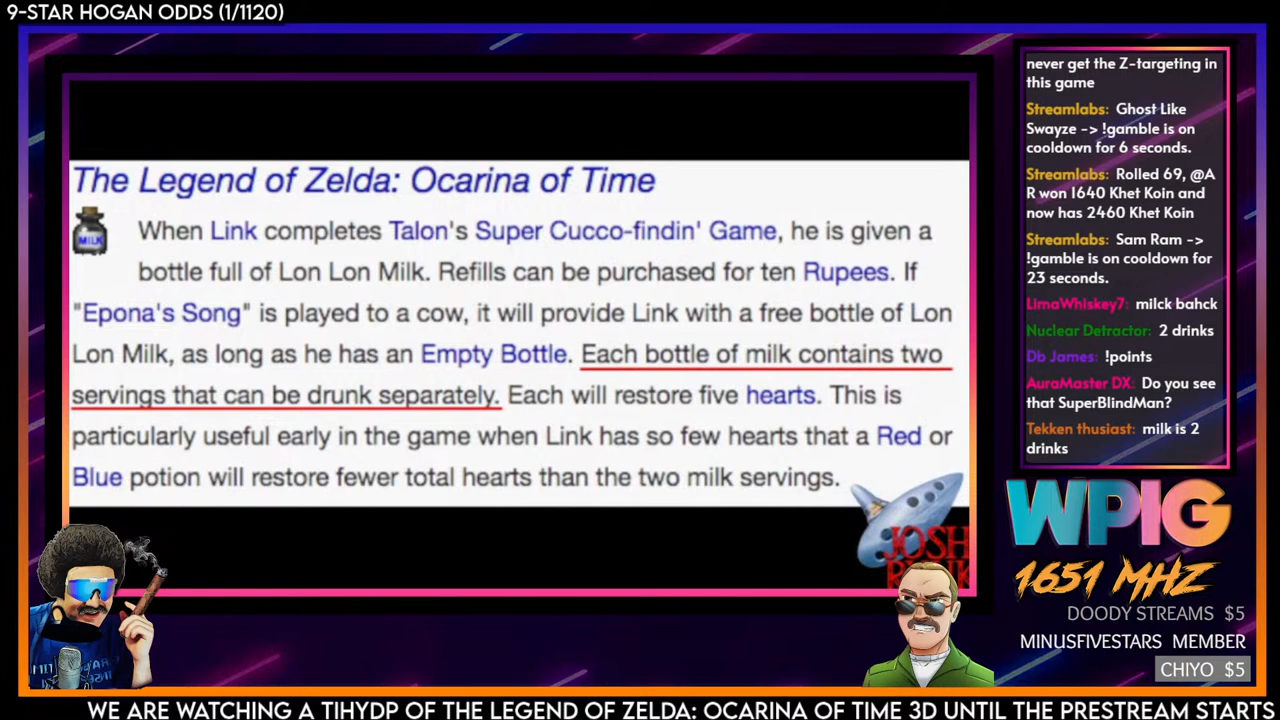 9-STAR HOGAN ODDS (1/1120)
The Legend of Zelda: Ocarina of Time
MILK
When Link completes Talon's Super Cucco-findin' Game, he is given a
bottle full of Lon Lon Milk. Refills can be purchased for ten Rupees. If
"Epona's Song" is played to a cow, it will provide Link with a free bottle of Lon
Lon Milk, as long as he has an Empty Bottle. Each bottle of milk contains two
servings that can be drunk separately. Each will restore five hearts. This is
particularly useful early in the game when Link has so few hearts that a Red or
Blue potion will restore fewer total hearts than the two milk servings.
JOSH
never get the Z-targeting in
this game
Streamlabs: Ghost Like
Swayze -> !gamble is on
cooldown for 6 seconds.
Streamlabs: Rolled 69, @A
R won 1640 Khet Koin and
now has 2460 Khet Koin
Streamlabs: Sam Ram ->
!gamble is on cooldown for
23 seconds.
LimaWhiskey7: milck bahck
Nuclear Detractor: 2 drinks
Db James: !points
AuraMaster DX: Do you see
that SuperBlindMan?
Tekken thusiast: milk is 2
drinks
WPIG
1651 MHZ
DOODY STREAMS $5
MINUSFIVESTARS MEMBER
CHIYO $5
WE ARE WATCHING A TIHYDP OF THE LEGEND OF ZELDA: OCARINA OF TIME 3D UNTIL THE PRESTREAM STARTS